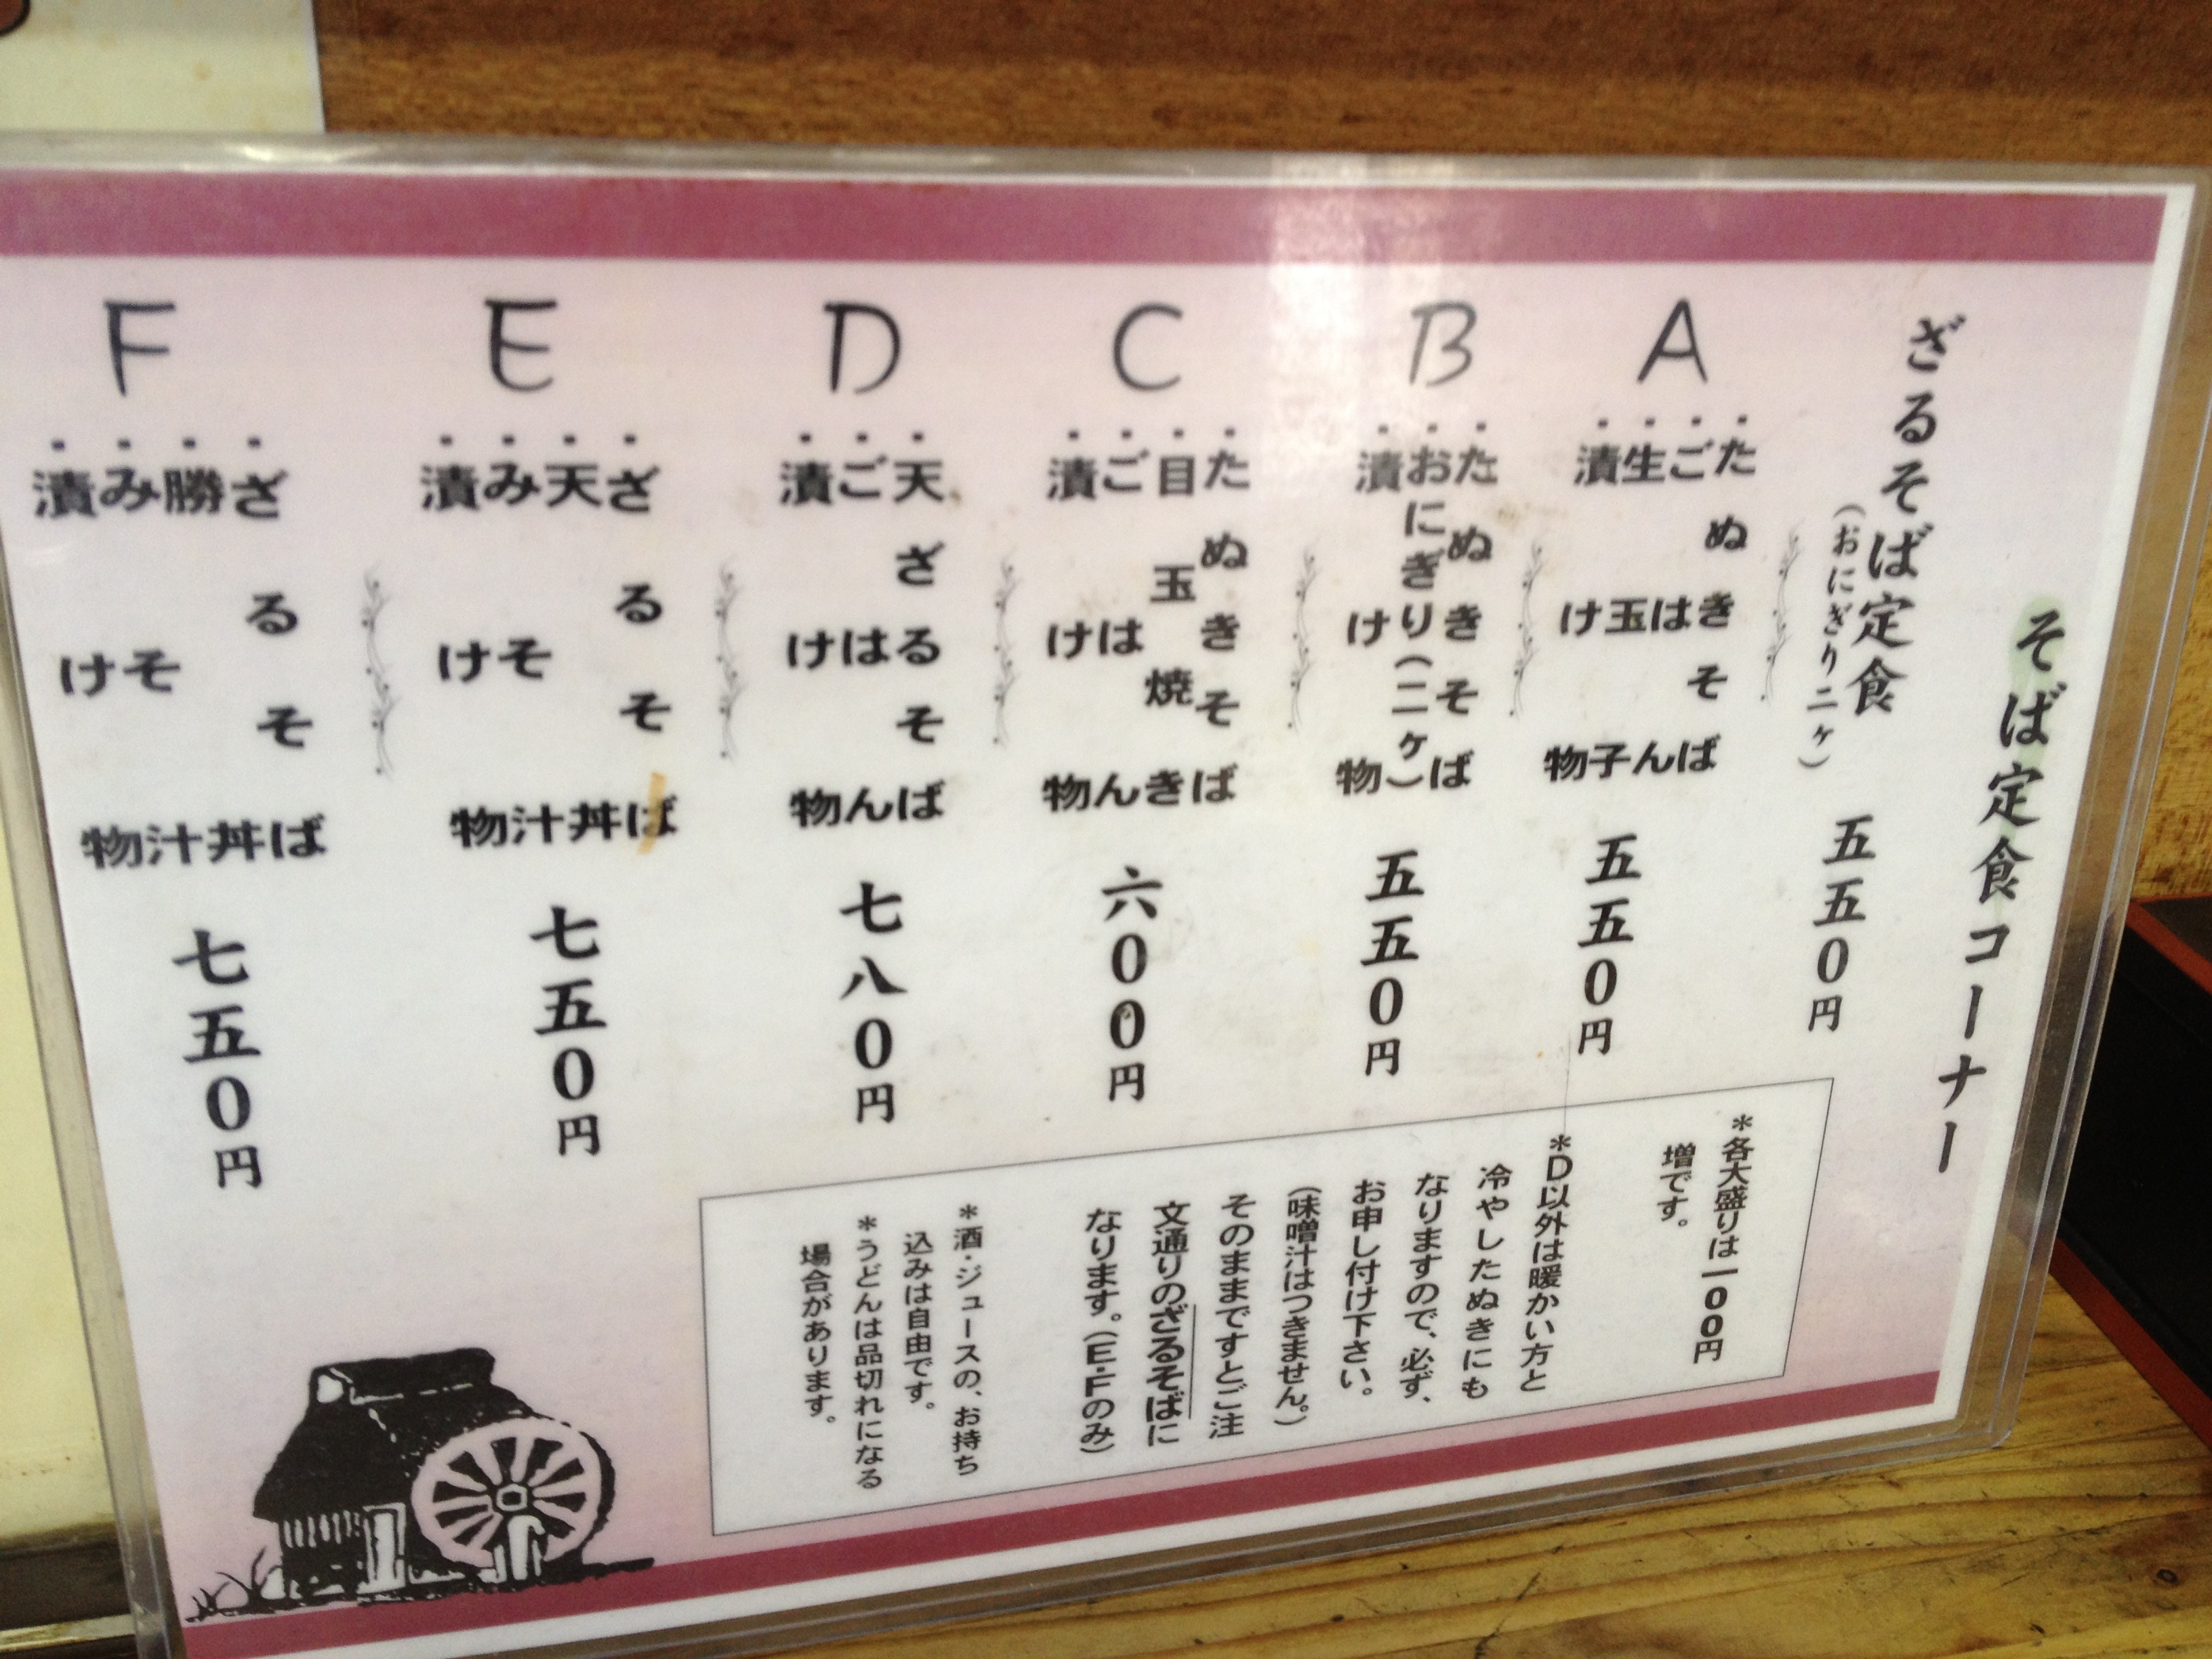 そば定食コーナー
ざるそば定食
(おにぎり二ヶ)
五五0円
A
・たぬきそば
・ごはん
・生玉子
・漬け物
五五0円
B
・たぬきそば
・おにぎり(二ヶ)
・漬け物
五五0円
C
・たぬきそば
・目玉焼き
・ごはん
・漬け物
六00円
D
・天ざるそば
・ごはん
・漬け物
七八0円
E
・ざるそば
・天丼
・みそ汁
・漬け物
七五0円
F
・ざるそば
・勝丼
・みそ汁
・漬け物
七五0円
*各大盛りは一00円
増です。
*D以外は暖かい方と
冷やしたぬきにも
なりますので、必ず、
お申し付け下さい。
(味噌汁はつきません。)
そのままですとご注
文通りのざるそばに
なります。(E・Fのみ)
*酒・ジュースの、お持ち
込みは自由です。
*うどんは品切れになる
場合があります。